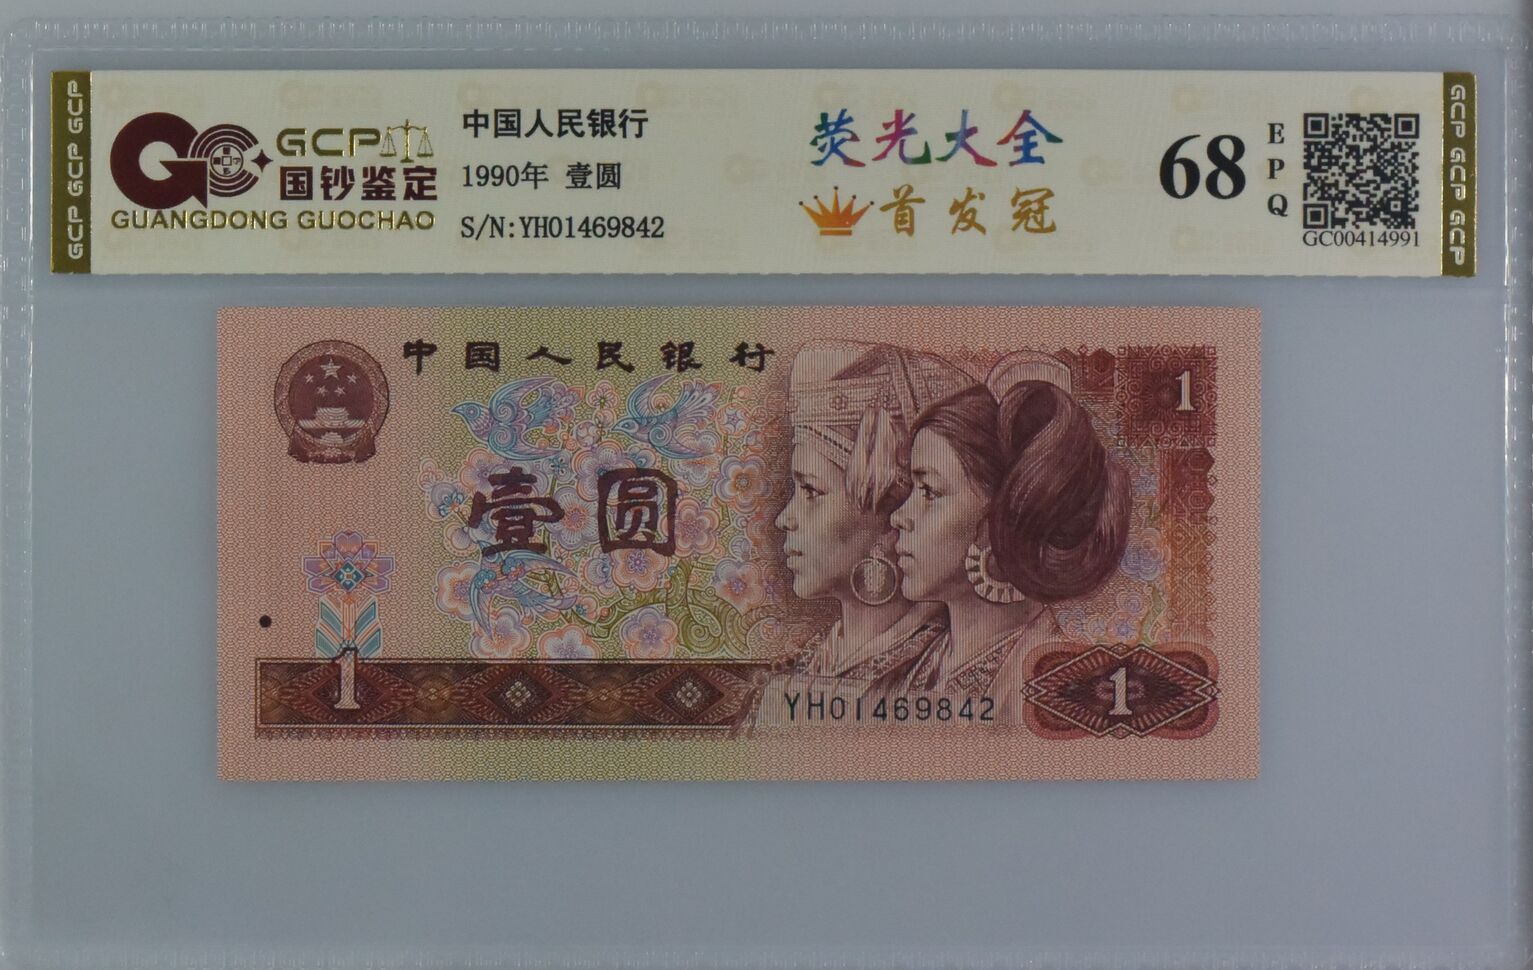 GCP GCP GCP
GCP
国钞鉴定
GUANGDONG GUOCHAO
中国人民银行
1990年 壹圆
S/N:YH01469842
荧光大全
首发冠
68
EPQ
GC00414991
GCP GCP GCP
中国人民银行
1
壹圆
1
YH01469842
1